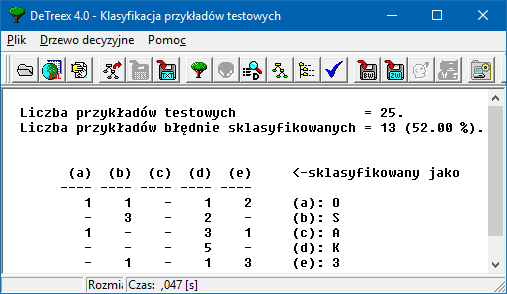 DeTreex 4.0 - Klasyfikacja przykładów testowych
Plik Drzewo decyzyjne Pomoc
Liczba przykładów testowych = 25.
Liczba przykładów błędnie sklasyfikowanych = 13 (52.00 %).
(a) (b) (c) (d) (e) <-sklasyfikowany jako
---- ---- ---- ---- ----
1 1 - 1 2 (a): O
- 3 - 2 - (b): S
1 - - 3 1 (c): A
- - - 5 - (d): K
- 1 - 1 3 (e): 3
Rozmia Czas: ,047 [s]